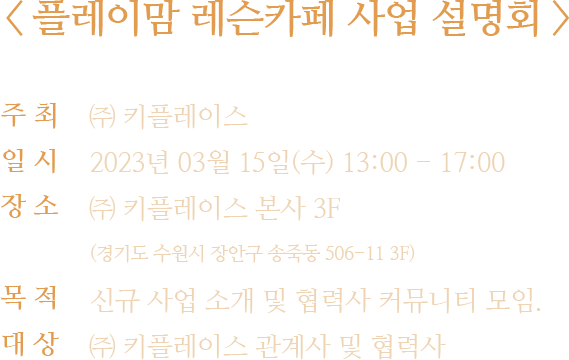 < 플레이맘 레슨카페 사업 설명회 >
주 최 ㈜ 키플레이스
일 시 2023년 03월 15일(수) 13:00 - 17:00
장 소 ㈜ 키플레이스 본사 3F
(경기도 수원시 장안구 송죽동 506-11 3F)
목 적 신규 사업 소개 및 협력사 커뮤니티 모임.
대 상 ㈜ 키플레이스 관계사 및 협력사